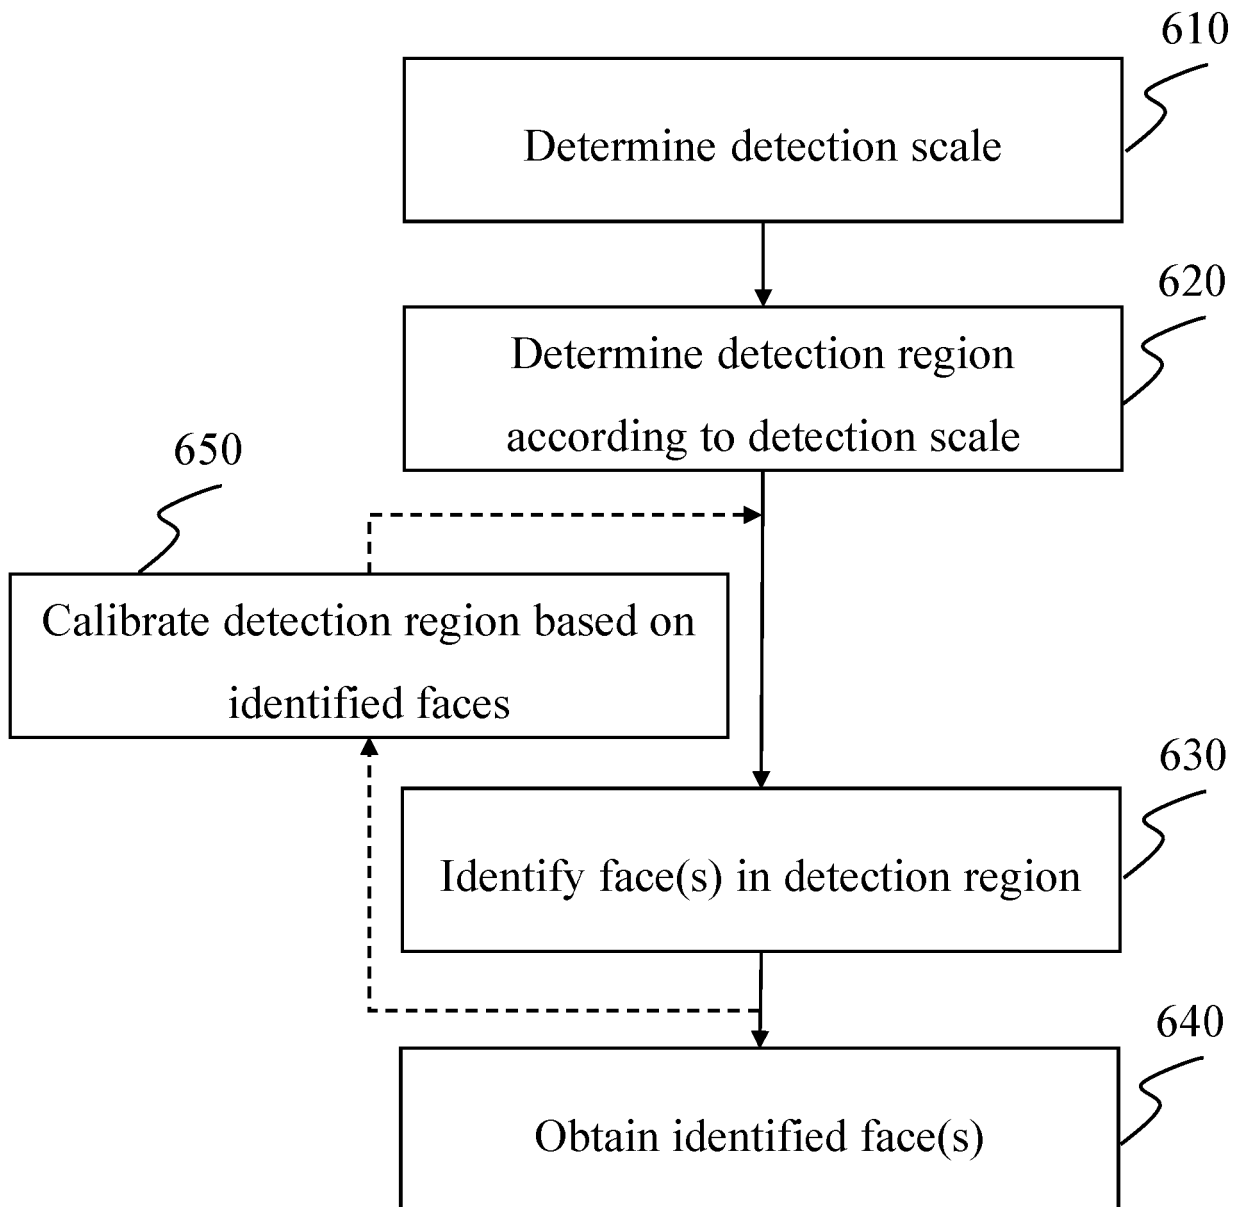 610
Determine detection scale
620
Determine detection region
according to detection scale
650
Calibrate detection region based on
identified faces
630
Identify face(s) in detection region
640
Obtain identified face(s)